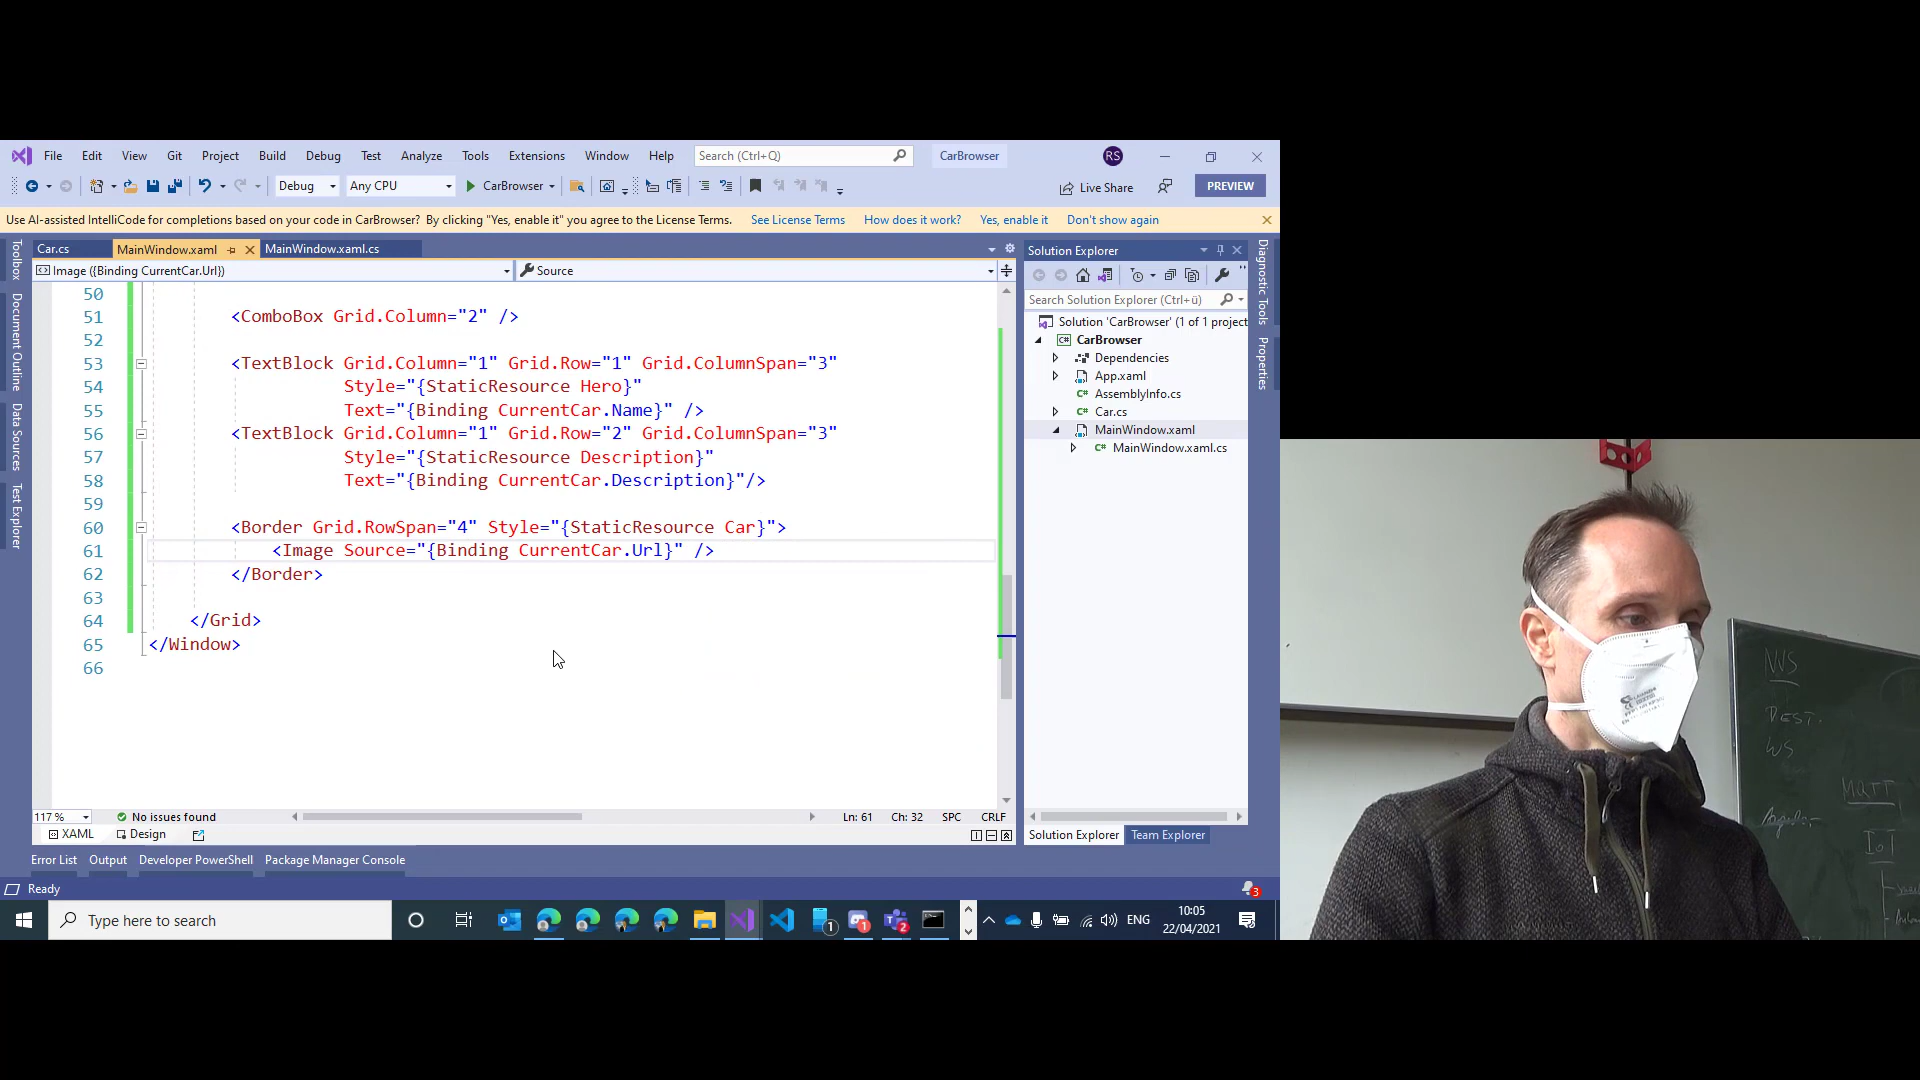 File Edit View Git Project Build Debug Test Analyze Tools Extensions Window Help Search (Ctrl+Q) CarBrowser RS
Debug Any CPU CarBrowser Live Share PREVIEW
Use AI-assisted IntelliCode for completions based on your code in CarBrowser? By clicking "Yes, enable it" you agree to the License Terms. See License Terms How does it work? Yes, enable it Don't show again
Toolbox
Document Outline
Data Sources
Test Explorer
Car.cs MainWindow.xaml MainWindow.xaml.cs
Image ({Binding CurrentCar.Url}) Source
50
51 <ComboBox Grid.Column="2" />
52
53 <TextBlock Grid.Column="1" Grid.Row="1" Grid.ColumnSpan="3"
54 Style="{StaticResource Hero}"
55 Text="{Binding CurrentCar.Name}" />
56 <TextBlock Grid.Column="1" Grid.Row="2" Grid.ColumnSpan="3"
57 Style="{StaticResource Description}"
58 Text="{Binding CurrentCar.Description}"/>
59
60 <Border Grid.RowSpan="4" Style="{StaticResource Car}">
61 <Image Source="{Binding CurrentCar.Url}" />
62 </Border>
63
64 </Grid>
65 </Window>
66
117 % No issues found Ln: 61 Ch: 32 SPC CRLF
XAML Design
Solution Explorer
Search Solution Explorer (Ctrl+ü)
Solution 'CarBrowser' (1 of 1 project
CarBrowser
Dependencies
App.xaml
AssemblyInfo.cs
Car.cs
MainWindow.xaml
MainWindow.xaml.cs
Solution Explorer Team Explorer
Diagnostic Tools
Properties
Error List Output Developer PowerShell Package Manager Console
Ready 3
Type here to search 1 1 2 ENG 10:05
22/04/2021
NVS
DEST.
WS
MQTT
IoT